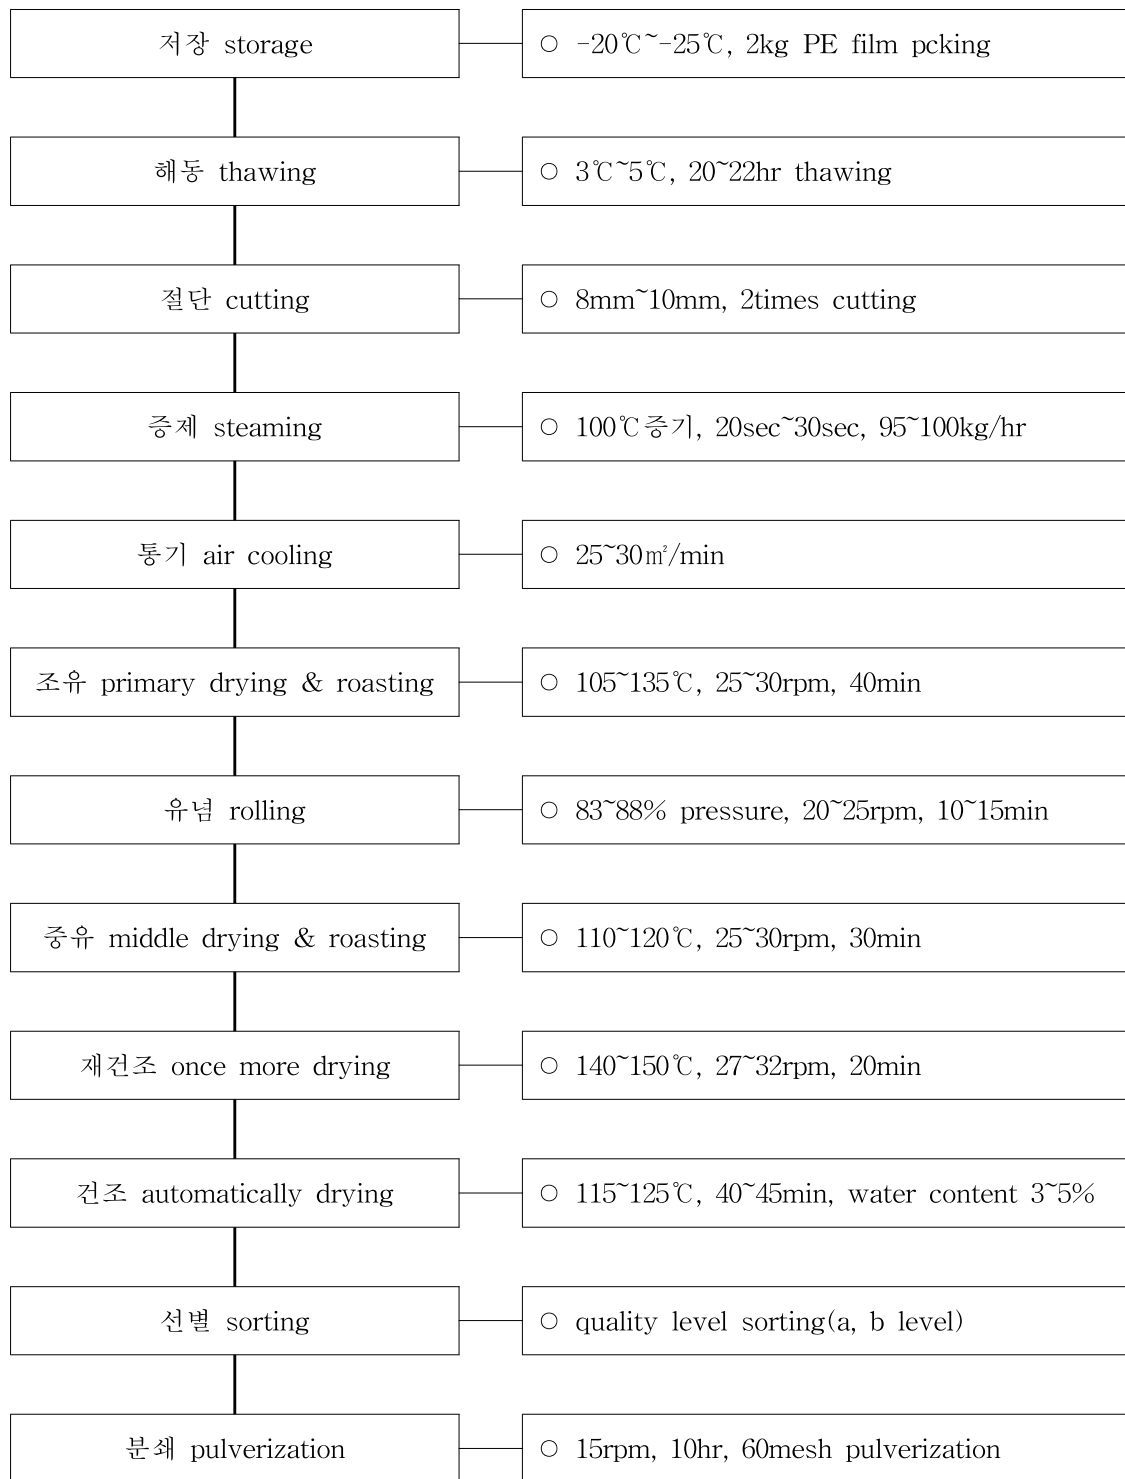 저장 storage
○ -20℃~-25℃, 2kg PE film pcking
해동 thawing
○ 3℃~5℃, 20~22hr thawing
절단 cutting
○ 8mm~10mm, 2times cutting
증제 steaming
○ 100℃증기, 20sec~30sec, 95~100kg/hr
통기 air cooling
○ 25~30㎥/min
조유 primary drying & roasting
○ 105~135℃, 25~30rpm, 40min
유념 rolling
○ 83~88% pressure, 20~25rpm, 10~15min
중유 middle drying & roasting
○ 110~120℃, 25~30rpm, 30min
재건조 once more drying
○ 140~150℃, 27~32rpm, 20min
건조 automatically drying
○ 115~125℃, 40~45min, water content 3~5%
선별 sorting
○ quality level sorting(a, b level)
분쇄 pulverization
○ 15rpm, 10hr, 60mesh pulverization